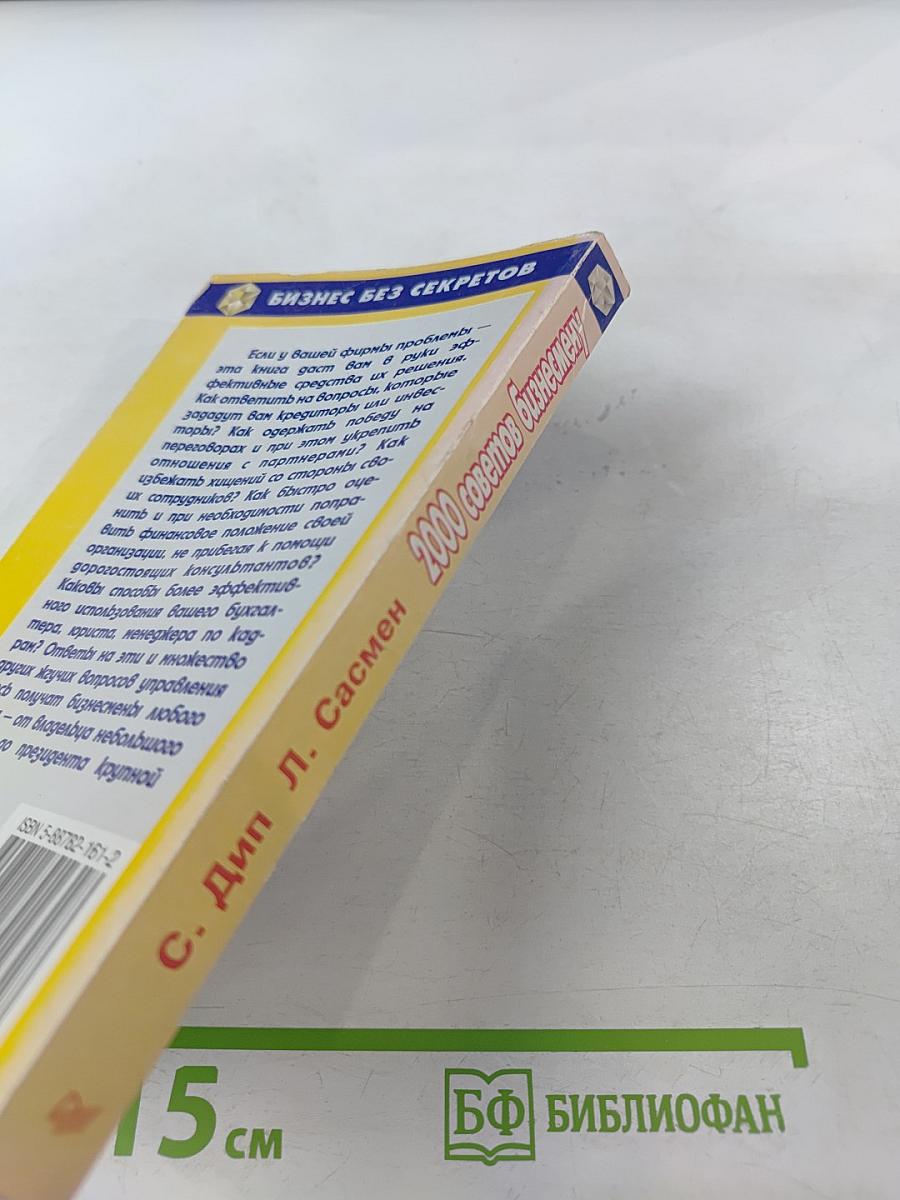 БИЗНЕС БЕЗ СЕКРЕТОВ
Если у вашей фирмы проблемы —
эта книга даст вам в руки эф-
фективные средства их решения.
Как ответить на вопросы, которые
зададут вам кредиторы или инвес-
торы? Как одержать победу на
переговорах и при этом укрепить
отношения с партнерами? Как
избежать хищений со стороны сво-
их сотрудников? Как быстро оце-
нить и при необходимости попра-
вить финансовое положение своей
организации, не прибегая к помощи
дорогостоящих консультантов?
Каковы способы более эффектив-
ного использования вашего бухгал-
тера, юриста, менеджера по кад-
рам? Ответы на эти и множество
других жгучих вопросов управления
получат бизнесмены любого
— от владельца небольшого
до президента крупной
ISBN 5-88782-161-2
С. Дип Л. Сасмен 2000 советов бизнесмену
15 см
БФ БИБЛИОФАН